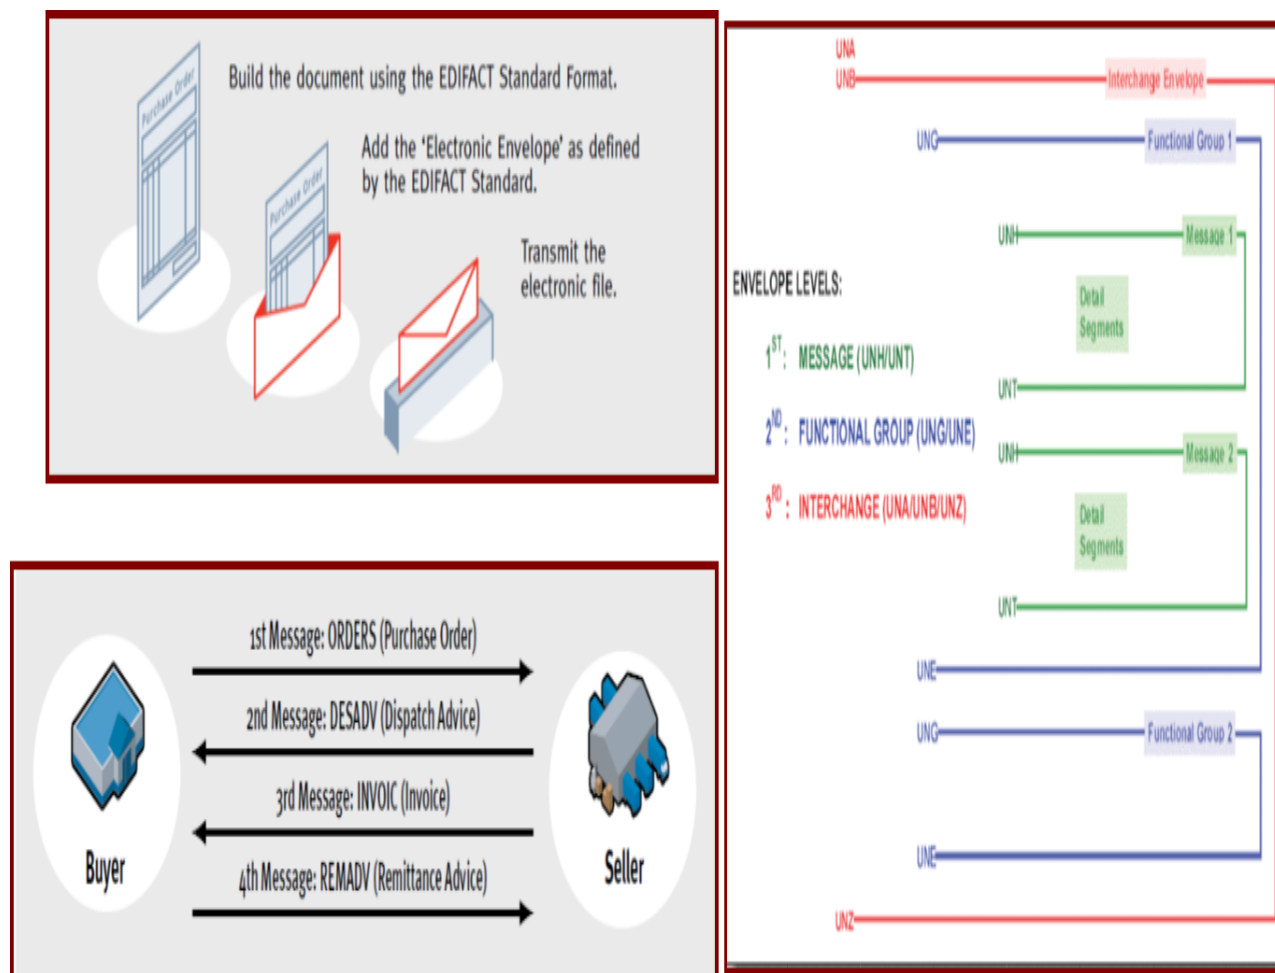 Purchase Order
Build the document using the EDIFACT Standard Format.
Purchase Order
Add the 'Electronic Envelope' as defined
by the EDIFACT Standard.
Transmit the
electronic file.
1st Message: ORDERS (Purchase Order)
2nd Message: DESADV (Dispatch Advice)
3rd Message: INVOIC (Invoice)
4th Message: REMADV (Remittance Advice)
Buyer
Seller
UNA
UNB
Interchange Envelope
UNG
Functional Group 1
UNH
Message 1
Detail
Segments
UNT
UNH
Message 2
Detail
Segments
UNT
UNE
UNG
Functional Group 2
UNE
UNZ
ENVELOPE LEVELS:
1ST: MESSAGE (UNH/UNT)
2ND: FUNCTIONAL GROUP (UNG/UNE)
3RD: INTERCHANGE (UNA/UNB/UNZ)